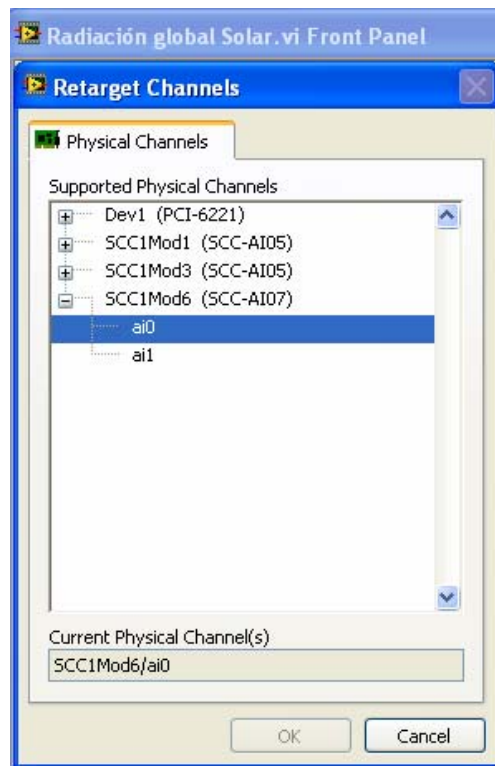 Radiación global Solar.vi Front Panel
Retarget Channels
Physical Channels
Supported Physical Channels
Dev1 (PCI-6221)
SCC1Mod1 (SCC-AI05)
SCC1Mod3 (SCC-AI05)
SCC1Mod6 (SCC-AI07)
ai0
ai1
Current Physical Channel(s)
SCC1Mod6/ai0
OK Cancel